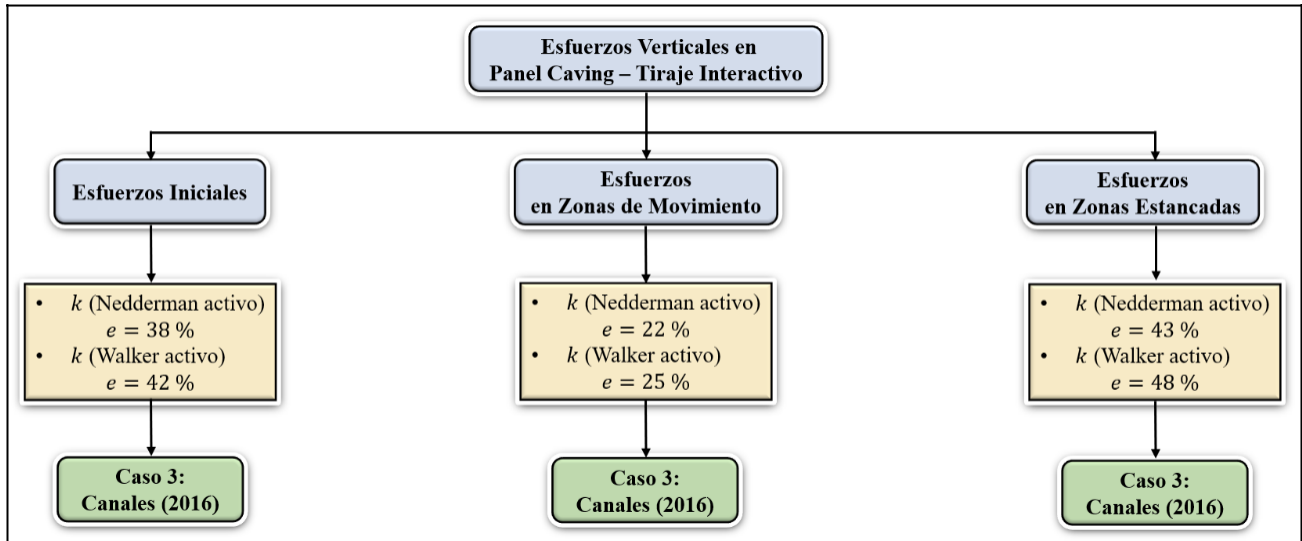 Esfuerzos Verticales en
Panel Caving – Tiraje Interactivo
Esfuerzos Iniciales
• k (Nedderman activo)
e = 38 %
• k (Walker activo)
e = 42 %
Caso 3:
Canales (2016)
Esfuerzos
en Zonas de Movimiento
• k (Nedderman activo)
e = 22 %
• k (Walker activo)
e = 25 %
Caso 3:
Canales (2016)
Esfuerzos
en Zonas Estancadas
• k (Nedderman activo)
e = 43 %
• k (Walker activo)
e = 48 %
Caso 3:
Canales (2016)